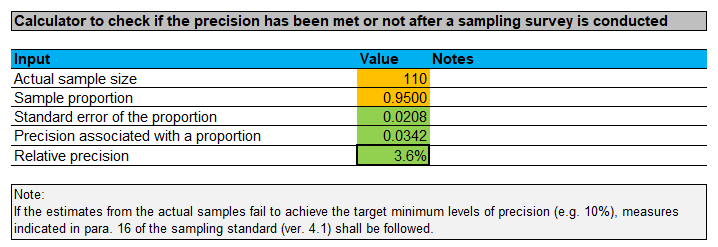 Calculator to check if the precision has been met or not after a sampling survey is conducted
Input Value Notes
Actual sample size 110
Sample proportion 0.9500
Standard error of the proportion 0.0208
Precision associated with a proportion 0.0342
Relative precision 3.6%
Note:
If the estimates from the actual samples fail to achieve the target minimum levels of precision (e.g. 10%), measures
indicated in para. 16 of the sampling standard (ver. 4.1) shall be followed.